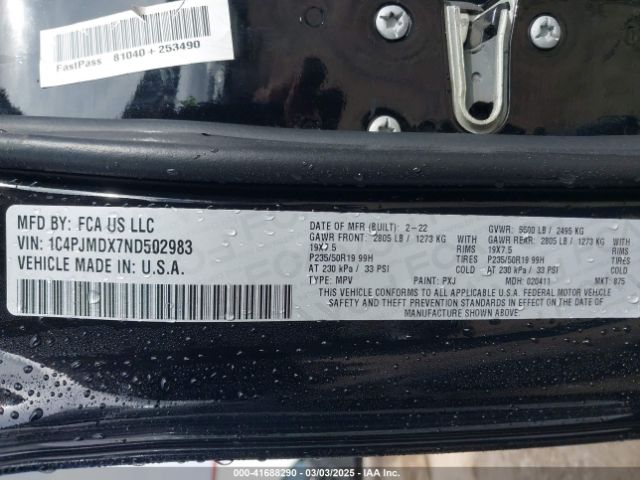 FastPass 81040+253490
MFD BY: FCA US LLC
VIN: 1C4PJMDX7ND502983
VEHICLE MADE IN: U.S.A.
DATE OF MFR (BUILT): 2-22 GVWR: 5500 LB / 2495 KG
GAWR FRONT: 2805 LB / 1273 KG GAWR REAR: 2805 LB / 1273 KG
19X7.5 RIMS 19X7.5 RIMS
P235/50R19 99H TIRES P235/50R19 99H TIRES
AT 230 kPa / 33 PSI COLD AT 230 kPa / 33 PSI COLD
TYPE: MPV PAINT: PXJ MDH: 020411 MKT: 875
THIS VEHICLE CONFORMS TO ALL APPLICABLE U.S.A. FEDERAL MOTOR VEHICLE
SAFETY AND THEFT PREVENTION STANDARDS IN EFFECT ON THE DATE OF MANUFACTURE
SHOWN ABOVE
Stock - 41688290 - 03/03/2025 - IAA Inc.